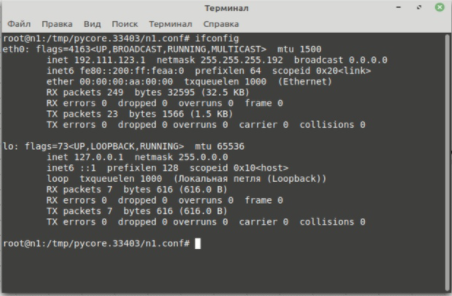 Терминал
Файл Правка Вид Поиск Терминал Справка
root@n1:/tmp/pycore.33403/n1.conf# ifconfig
eth0: flags=4163<UP,BROADCAST,RUNNING,MULTICAST>  mtu 1500
        inet 192.111.123.1  netmask 255.255.255.192  broadcast 0.0.0.0
        inet6 fe80::200:ff:feaa:0  prefixlen 64  scopeid 0x20<link>
        ether 00:00:00:aa:00:00  txqueuelen 1000  (Ethernet)
        RX packets 249  bytes 32595 (32.5 KB)
        RX errors 0  dropped 0  overruns 0  frame 0
        TX packets 23  bytes 1566 (1.5 KB)
        TX errors 0  dropped 0 overruns 0  carrier 0  collisions 0

lo: flags=73<UP,LOOPBACK,RUNNING>  mtu 65536
        inet 127.0.0.1  netmask 255.0.0.0
        inet6 ::1  prefixlen 128  scopeid 0x10<host>
        loop  txqueuelen 1000  (Локальная петля (Loopback))
        RX packets 7  bytes 616 (616.0 B)
        RX errors 0  dropped 0  overruns 0  frame 0
        TX packets 7  bytes 616 (616.0 B)
        TX errors 0  dropped 0 overruns 0  carrier 0  collisions 0

root@n1:/tmp/pycore.33403/n1.conf#